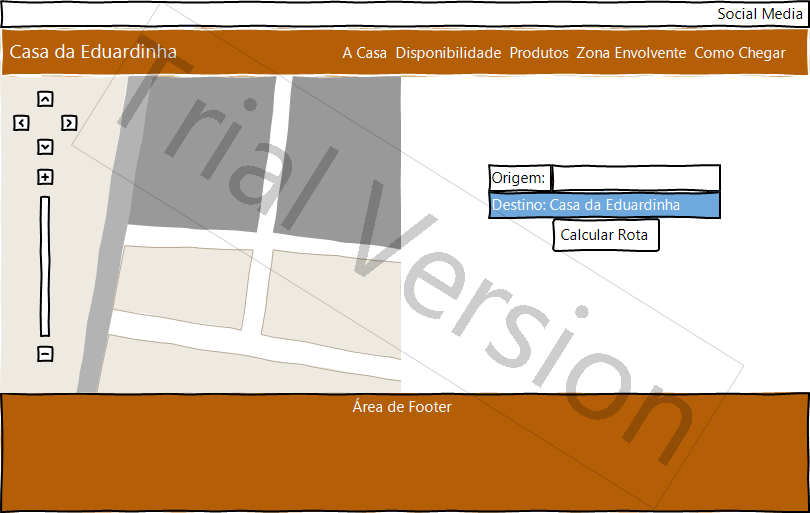 Social Media
Casa da Eduardinha
A Casa Disponibilidade Produtos Zona Envolvente Como Chegar
Origem:
Destino: Casa da Eduardinha
Calcular Rota
Trial Version
Área de Footer